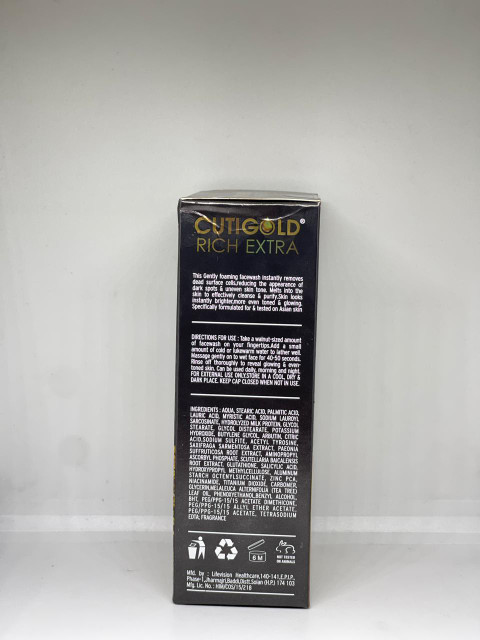 CUTIGOLD®
RICH EXTRA
This Gently foaming facewash instantly removes
dead surface cells,reducing the appearance of
dark spots & uneven skin tone. Melts into the
skin to effectively cleanse & purify.Skin looks
instantly brighter,more even toned & glowing.
Specifically formulated for & tested on Asian skin
DIRECTIONS FOR USE : Take a walnut-sized amount
of facewash on your fingertips.Add a small
amount of cold or lukewarm water to lather well.
Massage gently on to wet face for 40-50 seconds.
Rinse off thoroughly to reveal glowing & even-
toned skin. Can be used daily, morning and night.
FOR EXTERNAL USE ONLY.STORE IN A COOL, DRY &
DARK PLACE. KEEP CAP CLOSED WHEN NOT IN USE.
INGREDIENTS : AQUA, STEARIC ACID, PALMITIC ACID,
LAURIC ACID, MYRISTIC ACID, SODIUM LAUROYL
SARCOSINATE, HYDROLYZED MILK PROTEIN, GLYCOL
STEARATE, GLYCOL DISTEARATE, POTASSIUM
HYDROXIDE, BUTYLENE GLYCOL, ARBUTIN, CITRIC
ACID,SODIUM SULFITE, ACETYL TYROSINE,
SAXIFRAGA SARMENTOSA EXTRACT, PAEONIA
SUFFRUTICOSA ROOT EXTRACT, AMINOPROPYL
ASCORBYL PHOSPHATE, SCUTELLARIA BAICALENSIS
ROOT EXTRACT, GLUTATHIONE, SALICYLIC ACID,
HYDROXYPROPYL METHYLCELLULOSE, ALUMINUM
STARCH OCTENYLSUCCINATE, ZINC PCA,
NIACINAMIDE, TITANIUM DIOXIDE, CARBOMER,
GLYCERIN,MELALEUCA ALTERNIFOLIA (TEA TREE)
LEAF OIL, PHENOXYETHANOL,BENZYL ALCOHOL,
BHT, PEG/PPG-15/15 ACETATE DIMETHICONE,
PEG/PPG-15/15 ALLYL ETHER ACETATE,
PEG/PPG-15/15 ACETATE, TETRASODIUM
EDTA, FRAGRANCE
6 M
NOT TESTED
ON ANIMALS
Mfd. by : Lifevision Healthcare,140-141,E.P.I.P.
Phase-1,Jharmajri,Baddi,Distt.Solan (H.P.) 174 103
Mfg. Lic. No.: HIM/COS/15/218